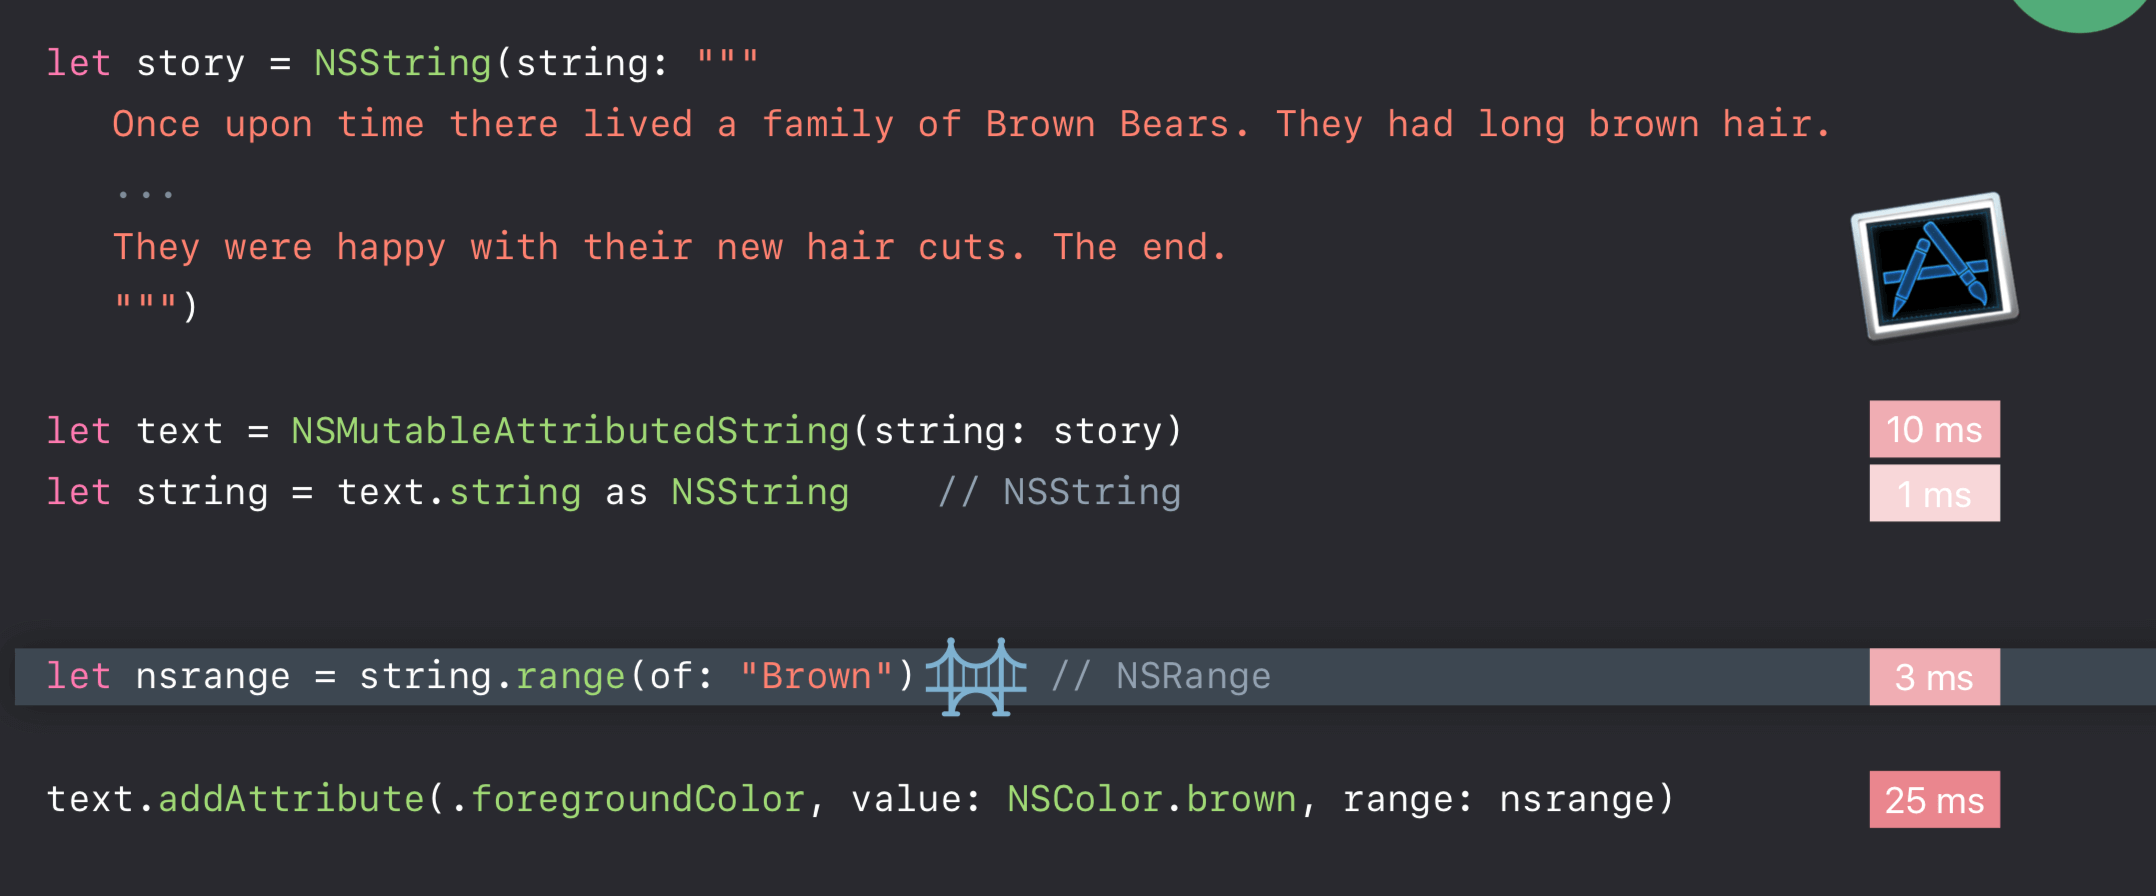 let story = NSString(string: """
Once upon time there lived a family of Brown Bears. They had long brown hair.
...
They were happy with their new hair cuts. The end.
""")
let text = NSMutableAttributedString(string: story) 10 ms
let string = text.string as NSString // NSString 1 ms
let nsrange = string.range(of: "Brown") // NSRange 3 ms
text.addAttribute(.foregroundColor, value: NSColor.brown, range: nsrange) 25 ms